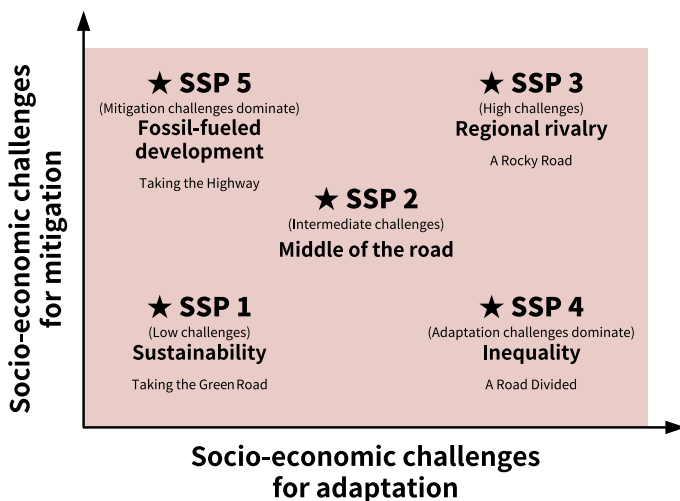 Socio-economic challenges
for mitigation
★ SSP 5
(Mitigation challenges dominate)
Fossil-fueled
development
Taking the Highway
★ SSP 3
(High challenges)
Regional rivalry
A Rocky Road
★ SSP 2
(Intermediate challenges)
Middle of the road
★ SSP 1
(Low challenges)
Sustainability
Taking the Green Road
★ SSP 4
(Adaptation challenges dominate)
Inequality
A Road Divided
Socio-economic challenges
for adaptation